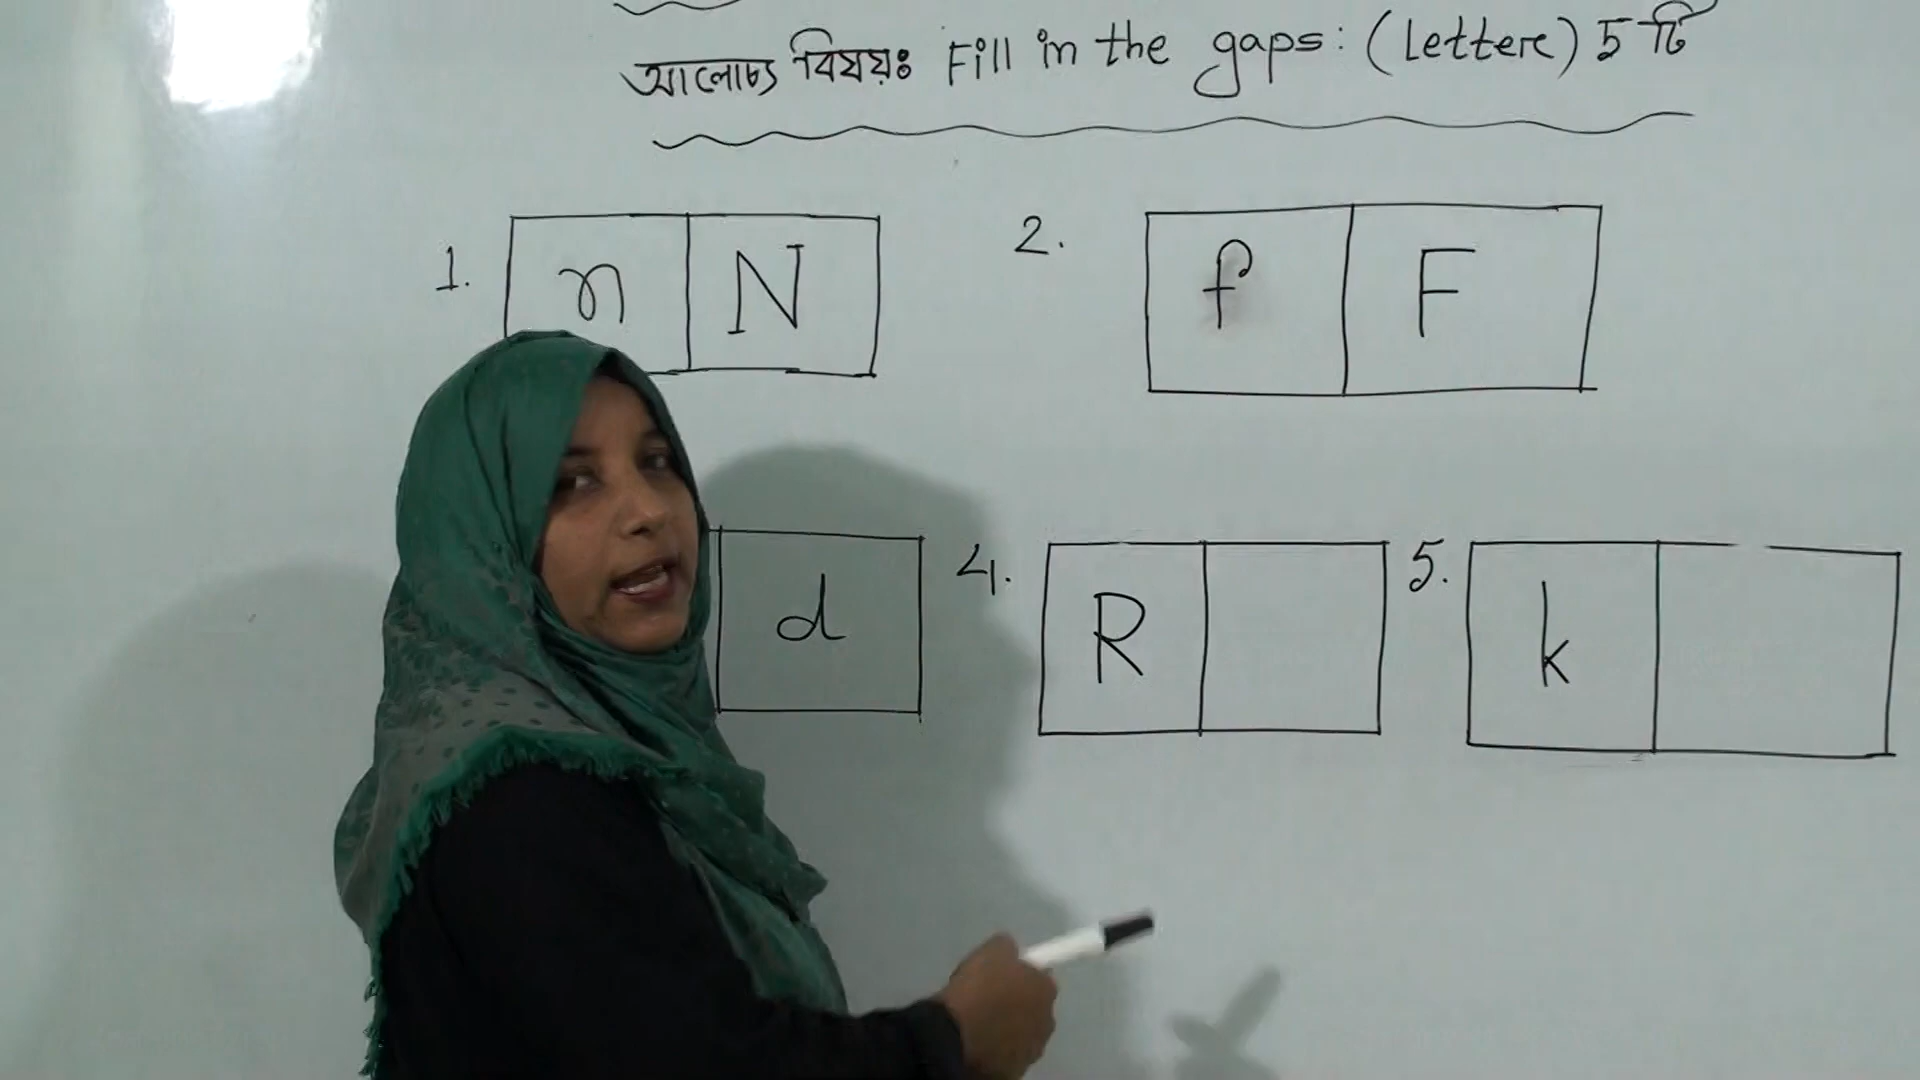 আলোচ্য বিষয়ঃ Fill in the gaps: (Letter) 5 টি
1. n N
2. f F
d
4. R
5. k